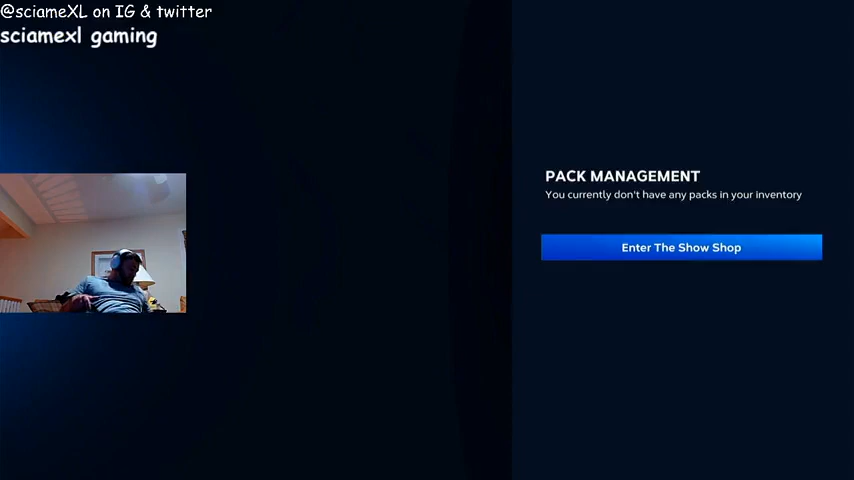 @sciameXL on IG & twitter
sciamexl gaming
PACK MANAGEMENT
You currently don't have any packs in your inventory
Enter The Show Shop